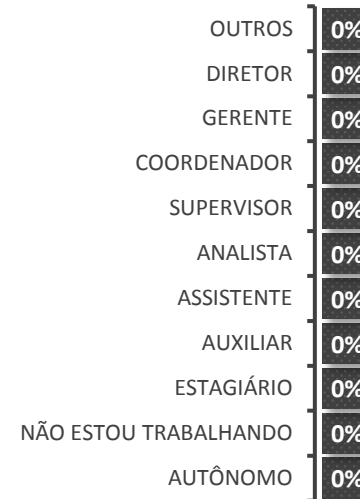 OUTROS 0%
DIRETOR 0%
GERENTE 0%
COORDENADOR 0%
SUPERVISOR 0%
ANALISTA 0%
ASSISTENTE 0%
AUXILIAR 0%
ESTAGIÁRIO 0%
NÃO ESTOU TRABALHANDO 0%
AUTÔNOMO 0%